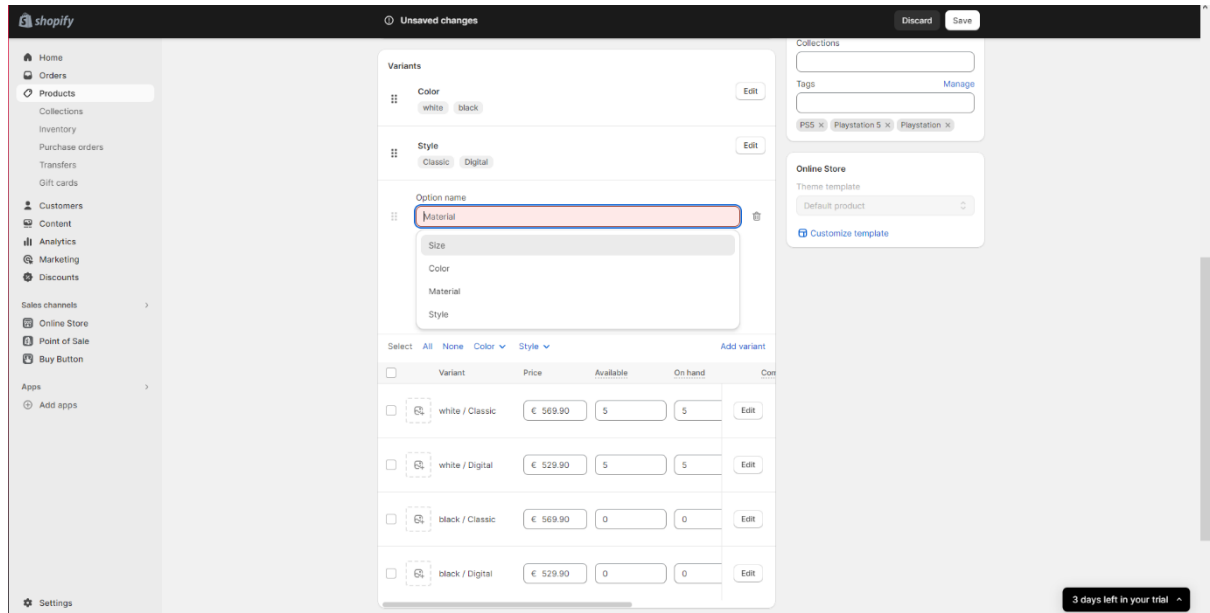 shopify
Unsaved changes
Discard
Save
Home
Orders
Products
Collections
Inventory
Purchase orders
Transfers
Gift cards
Customers
Content
Analytics
Marketing
Discounts
Sales channels
Online Store
Point of Sale
Buy Button
Apps
Add apps
Settings
Variants
Color
Edit
white black
Style
Edit
Classic Digital
Option name
Material
Size
Color
Material
Style
Select All None Color Style Add variant
Variant Price Available On hand Com
white / Classic € 569.90 5 5 Edit
white / Digital € 529.90 5 5 Edit
black / Classic € 569.90 0 0 Edit
black / Digital € 529.90 0 0 Edit
Collections
Tags Manage
PS5 × Playstation 5 × Playstation ×
Online Store
Theme template
Default product
Customize template
3 days left in your trial